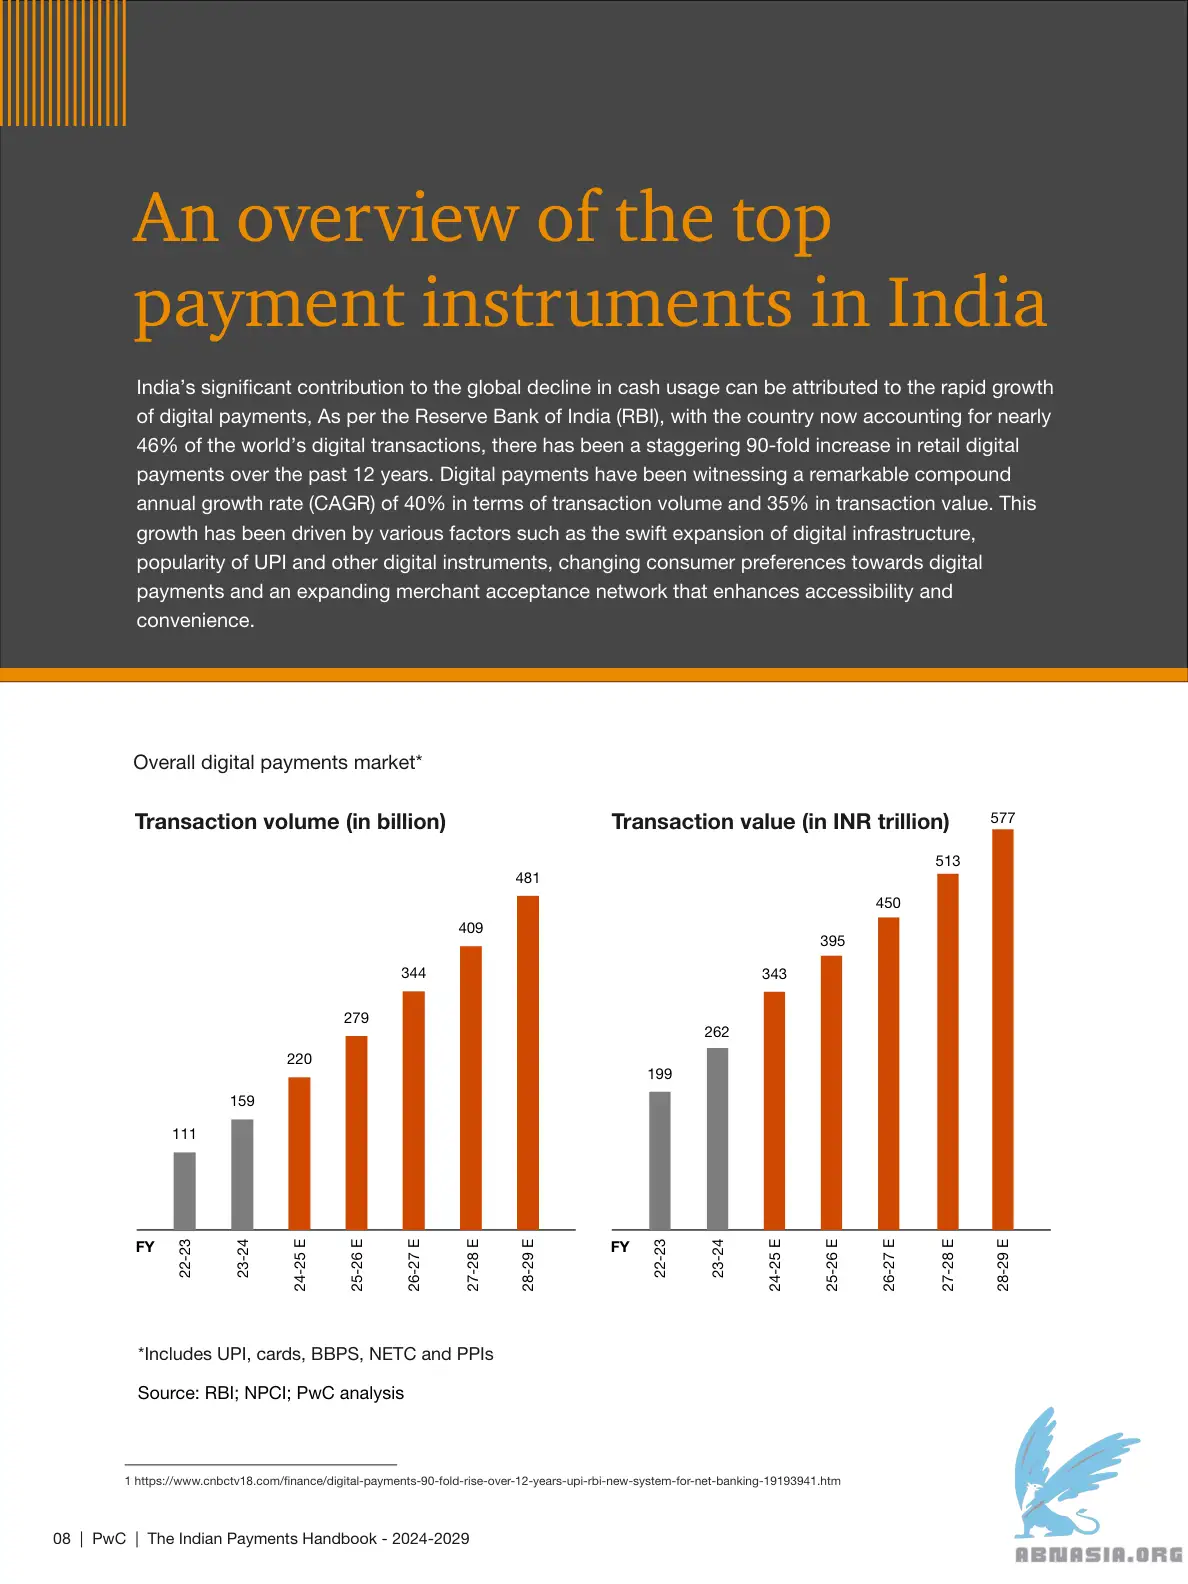 An overview of the top
payment instruments in India
India’s significant contribution to the global decline in cash usage can be attributed to the rapid growth
of digital payments, As per the Reserve Bank of India (RBI), with the country now accounting for nearly
46% of the world’s digital transactions, there has been a staggering 90-fold increase in retail digital
payments over the past 12 years. Digital payments have been witnessing a remarkable compound
annual growth rate (CAGR) of 40% in terms of transaction volume and 35% in transaction value. This
growth has been driven by various factors such as the swift expansion of digital infrastructure,
popularity of UPI and other digital instruments, changing consumer preferences towards digital
payments and an expanding merchant acceptance network that enhances accessibility and
convenience.
Overall digital payments market*
Transaction volume (in billion)
111
159
220
279
344
409
481
FY
22-23
23-24
24-25 E
25-26 E
26-27 E
27-28 E
28-29 E
Transaction value (in INR trillion)
199
262
343
395
450
513
577
FY
22-23
23-24
24-25 E
25-26 E
26-27 E
27-28 E
28-29 E
*Includes UPI, cards, BBPS, NETC and PPIs
Source: RBI; NPCI; PwC analysis
1 https://www.cnbctv18.com/finance/digital-payments-90-fold-rise-over-12-years-upi-rbi-new-system-for-net-banking-19193941.htm
08 | PwC | The Indian Payments Handbook - 2024-2029
ABNASIA.ORG